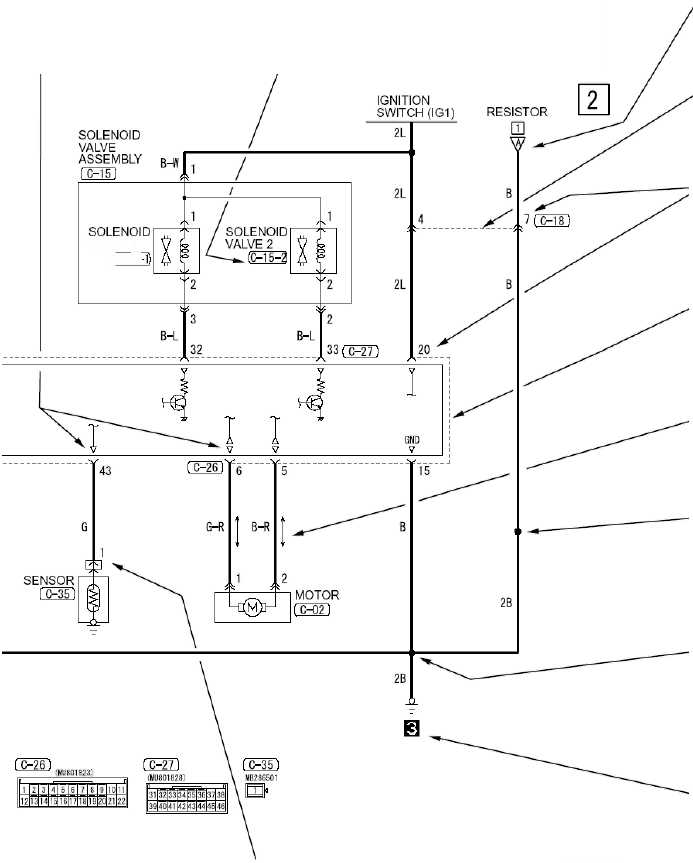 IGNITION
SWITCH (IG1)
RESISTOR
2
1
A
2L
SOLENOID
VALVE
ASSEMBLY
C-15
B-W
1
2L
B
4
7
C-18
1
1
SOLENOID
SOLENOID
VALVE 2
C-15-2
-1
2
2
2L
B
3
2
B-L
B-L
32
33
C-27
20
GND
43
C-26
6
5
15
G
G-R
B-R
B
1
SENSOR
C-35
1
2
MOTOR
C-02
M
2B
2B
3
C-26
(MU801823)
1 2 3 4 5 6 7 8 9 10 11
12 13 14 15 16 17 18 19 20 21 22
C-27
(MU801828)
31 32 33 34 35 36 37 38
39 40 41 42 43 44 45 46
C-35
MB286501
1